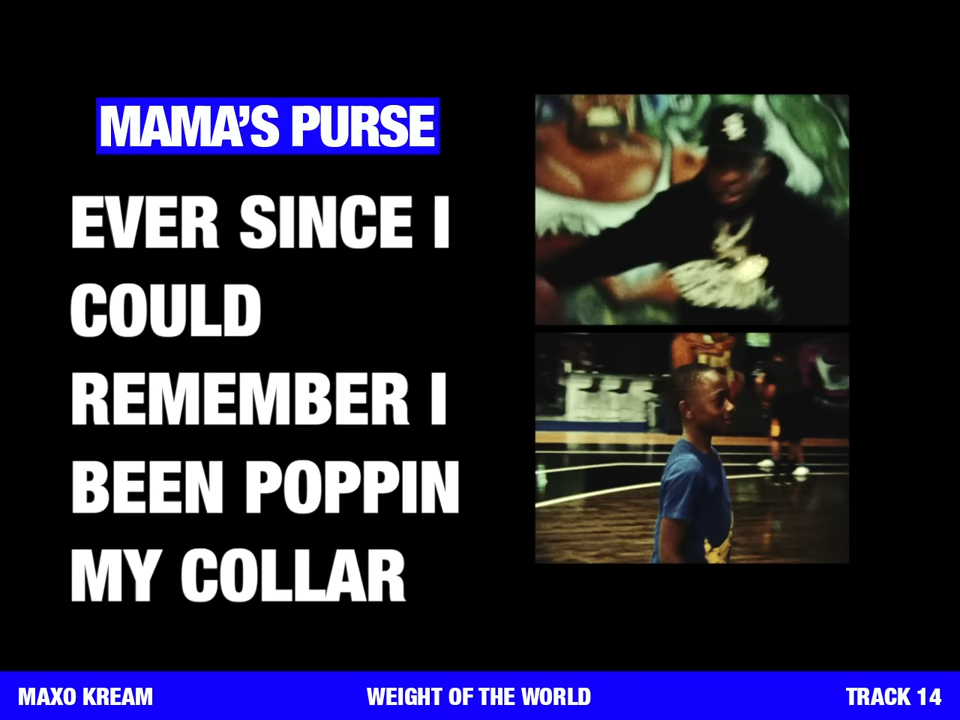 MAMA'S PURSE
EVER SINCE I
COULD
REMEMBER I
BEEN POPPIN
MY COLLAR
MAXO KREAM
WEIGHT OF THE WORLD
TRACK 14